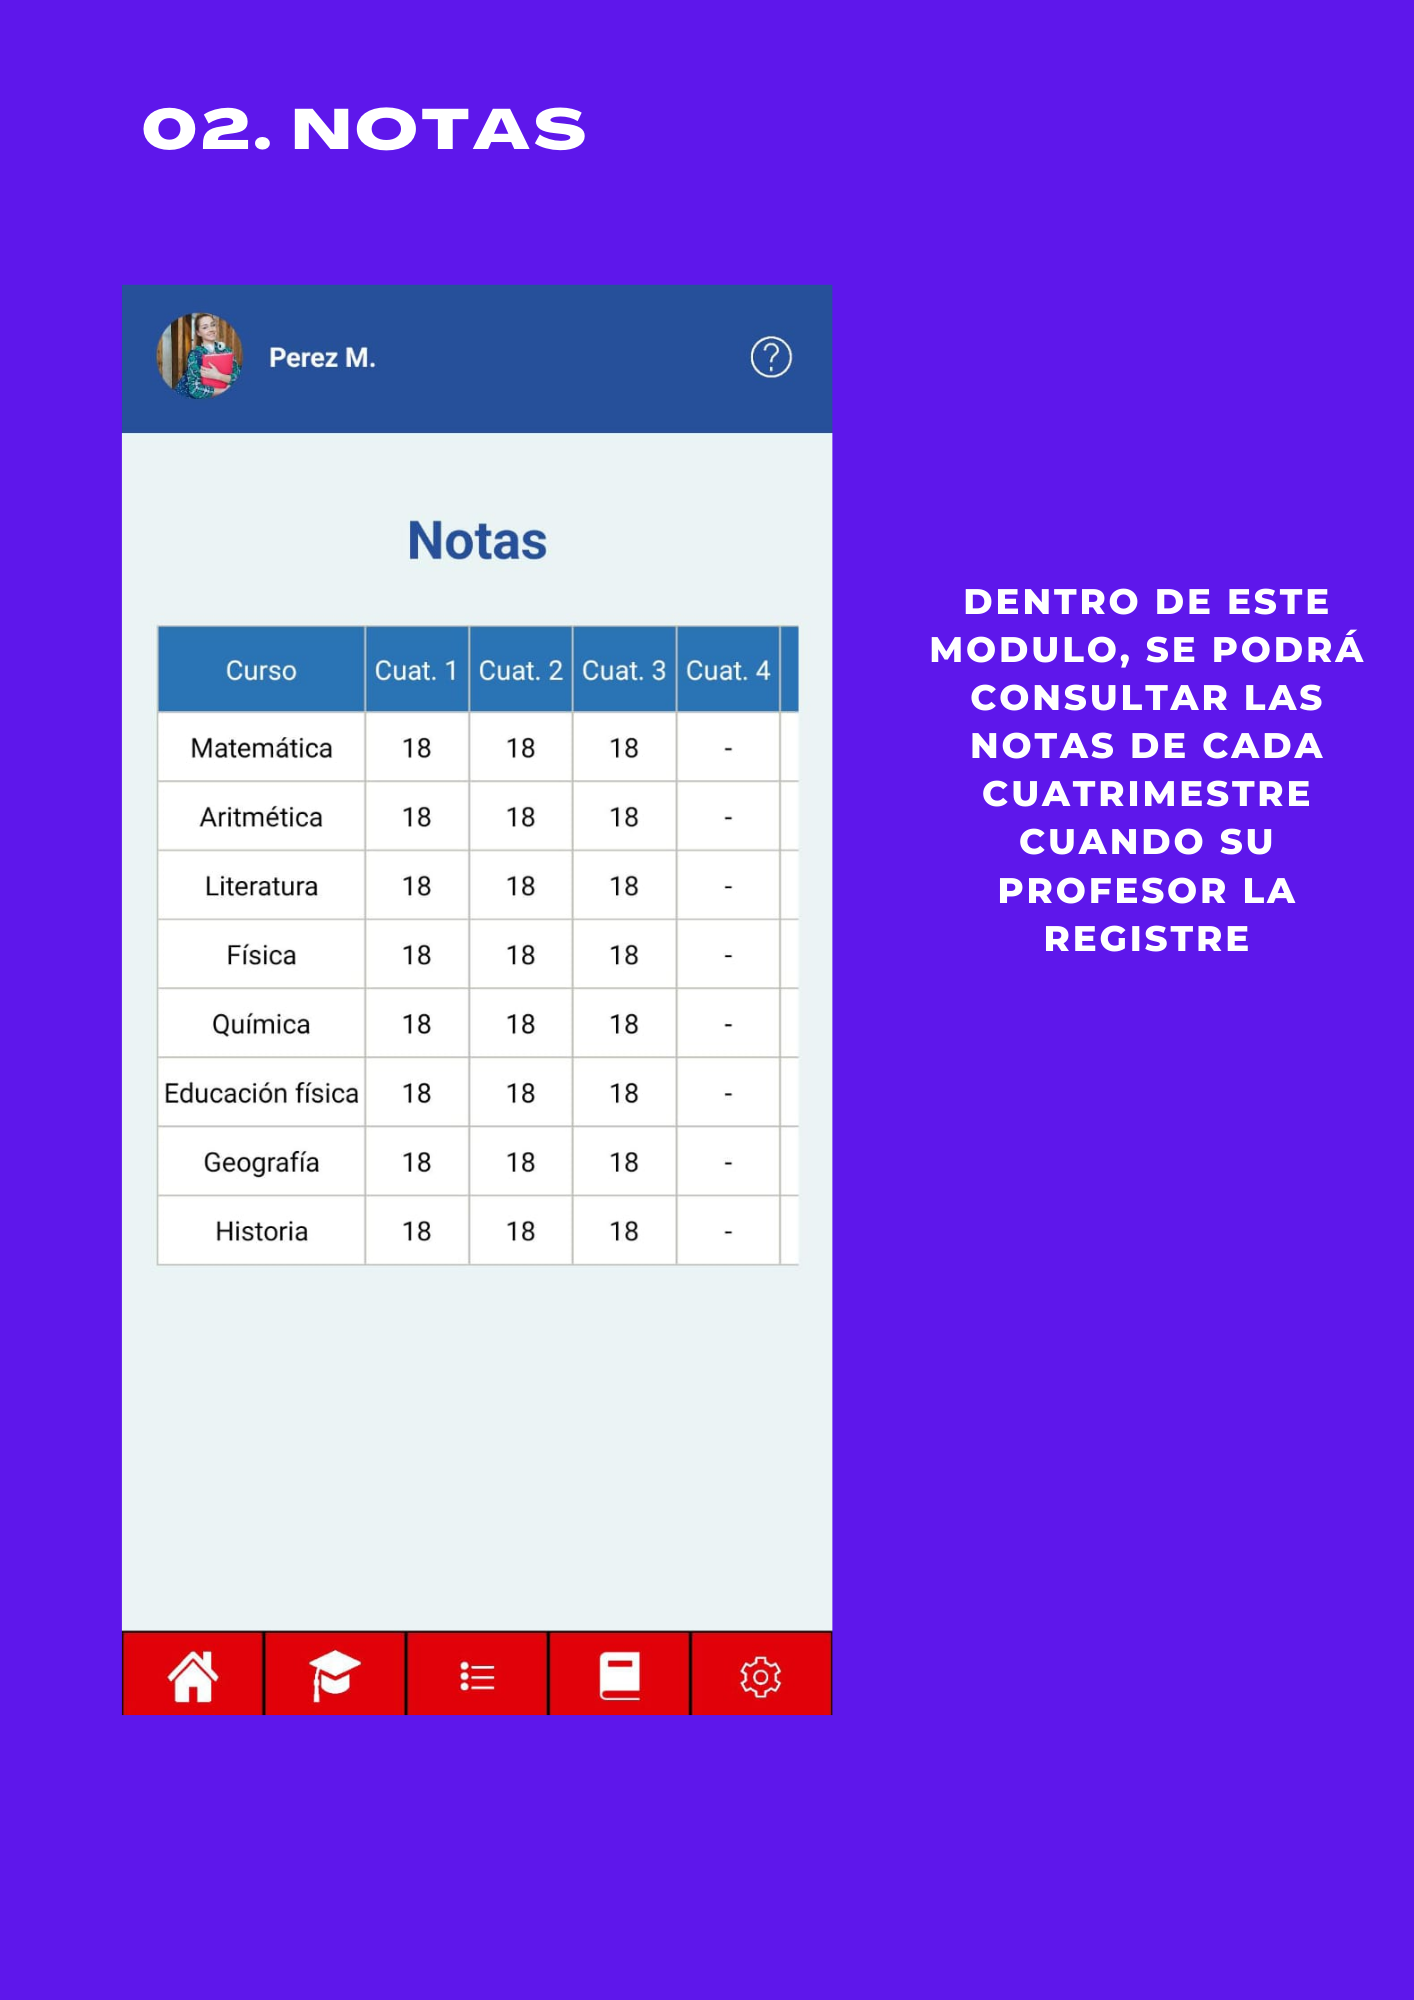 02. NOTAS
Perez M.
?
Notas
Curso Cuat. 1 Cuat. 2 Cuat. 3 Cuat. 4
Matemática 18 18 18 -
Aritmética 18 18 18 -
Literatura 18 18 18 -
Física 18 18 18 -
Química 18 18 18 -
Educación física 18 18 18 -
Geografía 18 18 18 -
Historia 18 18 18 -
DENTRO DE ESTE
MODULO, SE PODRÁ
CONSULTAR LAS
NOTAS DE CADA
CUATRIMESTRE
CUANDO SU
PROFESOR LA
REGISTRE